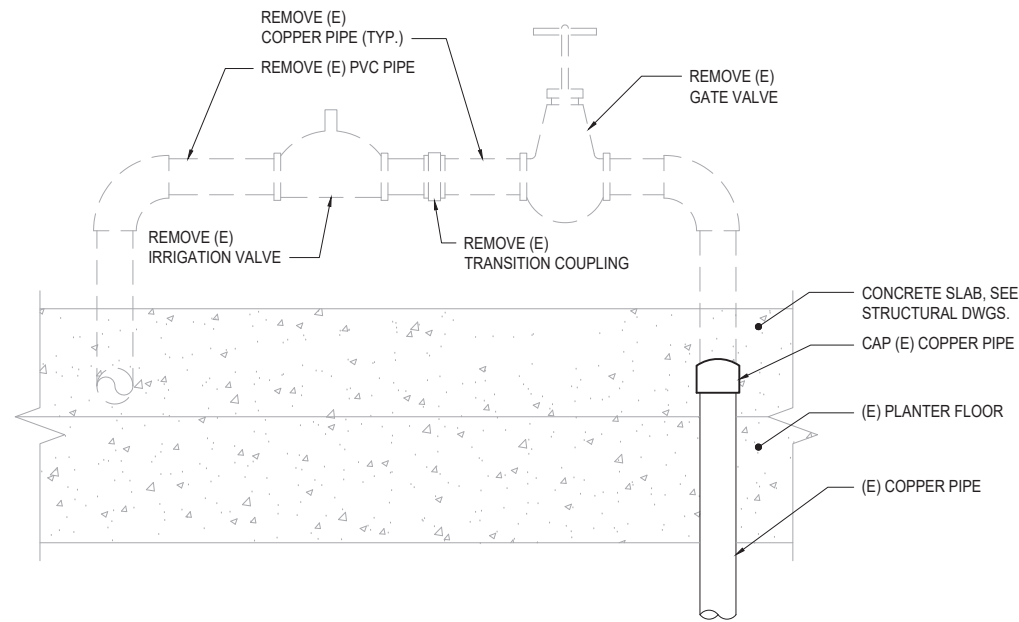 REMOVE (E)
COPPER PIPE (TYP.)
REMOVE (E) PVC PIPE
REMOVE (E)
GATE VALVE
REMOVE (E)
IRRIGATION VALVE
REMOVE (E)
TRANSITION COUPLING
CONCRETE SLAB, SEE
STRUCTURAL DWGS.
CAP (E) COPPER PIPE
(E) PLANTER FLOOR
(E) COPPER PIPE